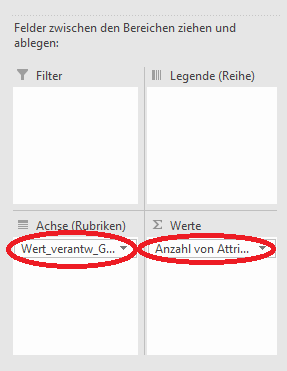 Felder zwischen den Bereichen ziehen und
ablegen:
Filter
Legende (Reihe)
Achse (Rubriken)
Werte
Wert_verantw_G...
Anzahl von Attri...